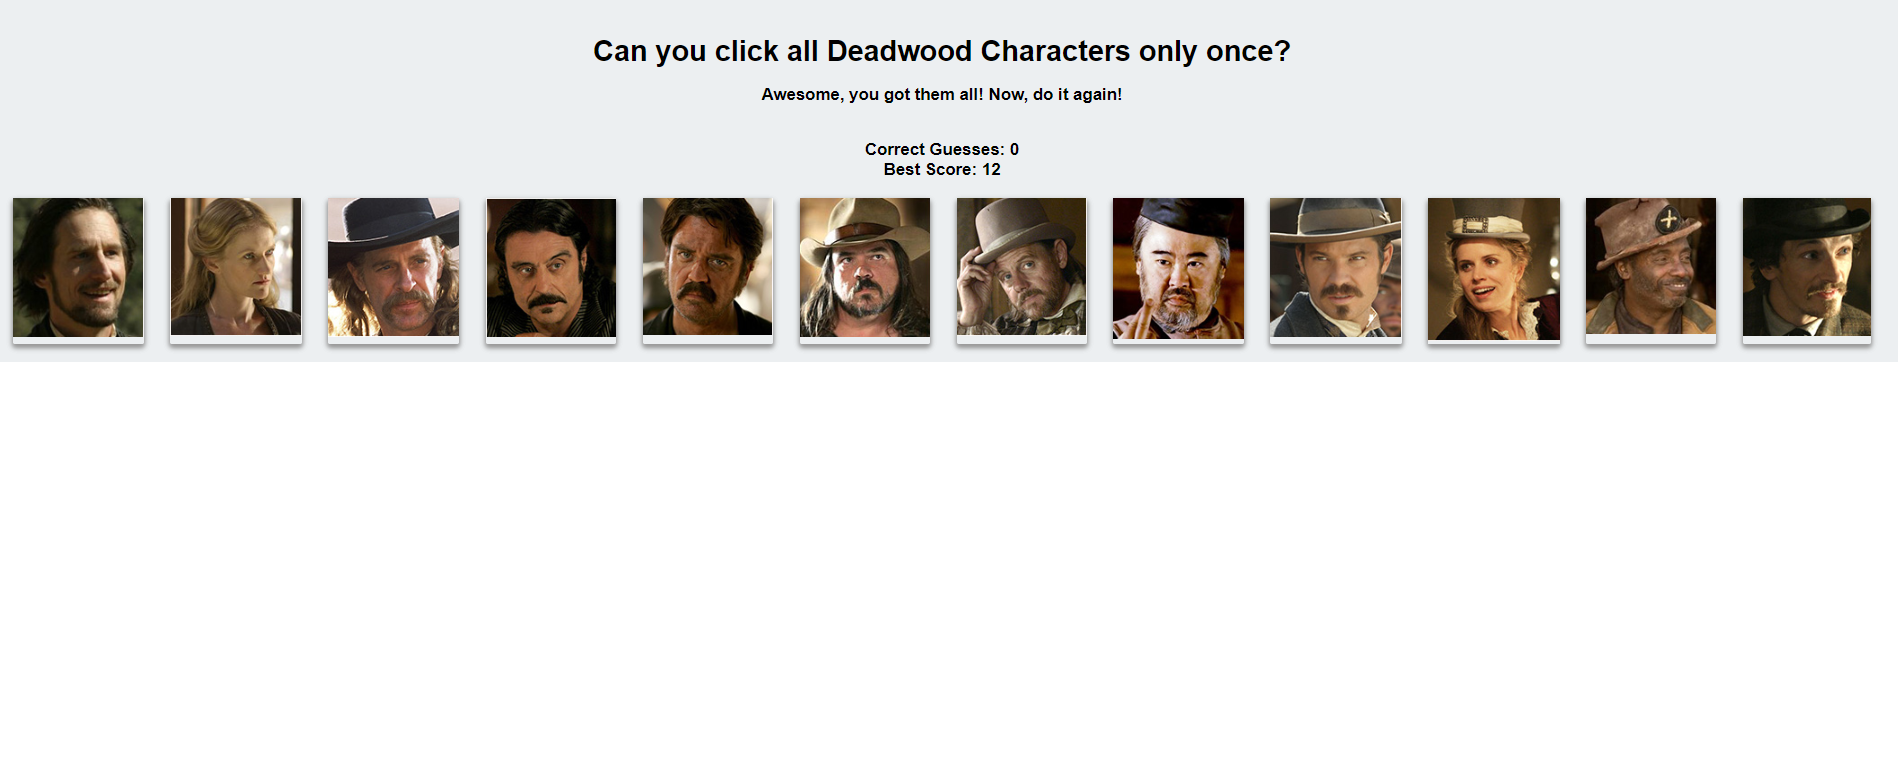 Can you click all Deadwood Characters only once?
Awesome, you got them all! Now, do it again!
Correct Guesses: 0
Best Score: 12